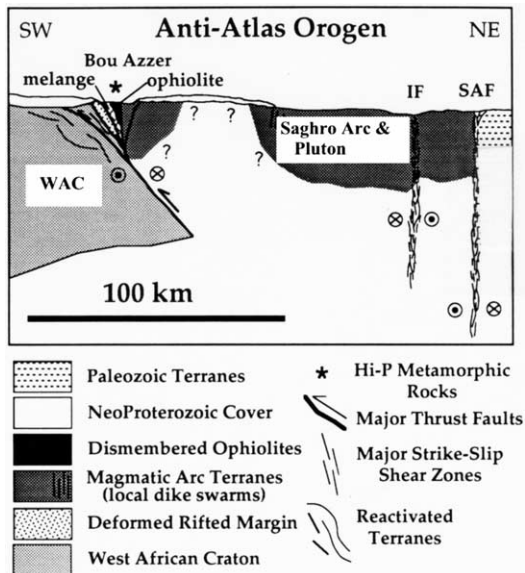 SW Anti-Atlas Orogen NE
Bou Azzer
melange ophiolite
*
IF SAF
? ? ? ? ?
Saghro Arc &
Pluton
WAC
100 km
Paleozoic Terranes
NeoProterozoic Cover
Dismembered Ophiolites
Magmatic Arc Terranes
(local dike swarms)
Deformed Rifted Margin
West African Craton
* Hi-P Metamorphic
Rocks
Major Thrust Faults
Major Strike-Slip
Shear Zones
Reactivated
Terranes